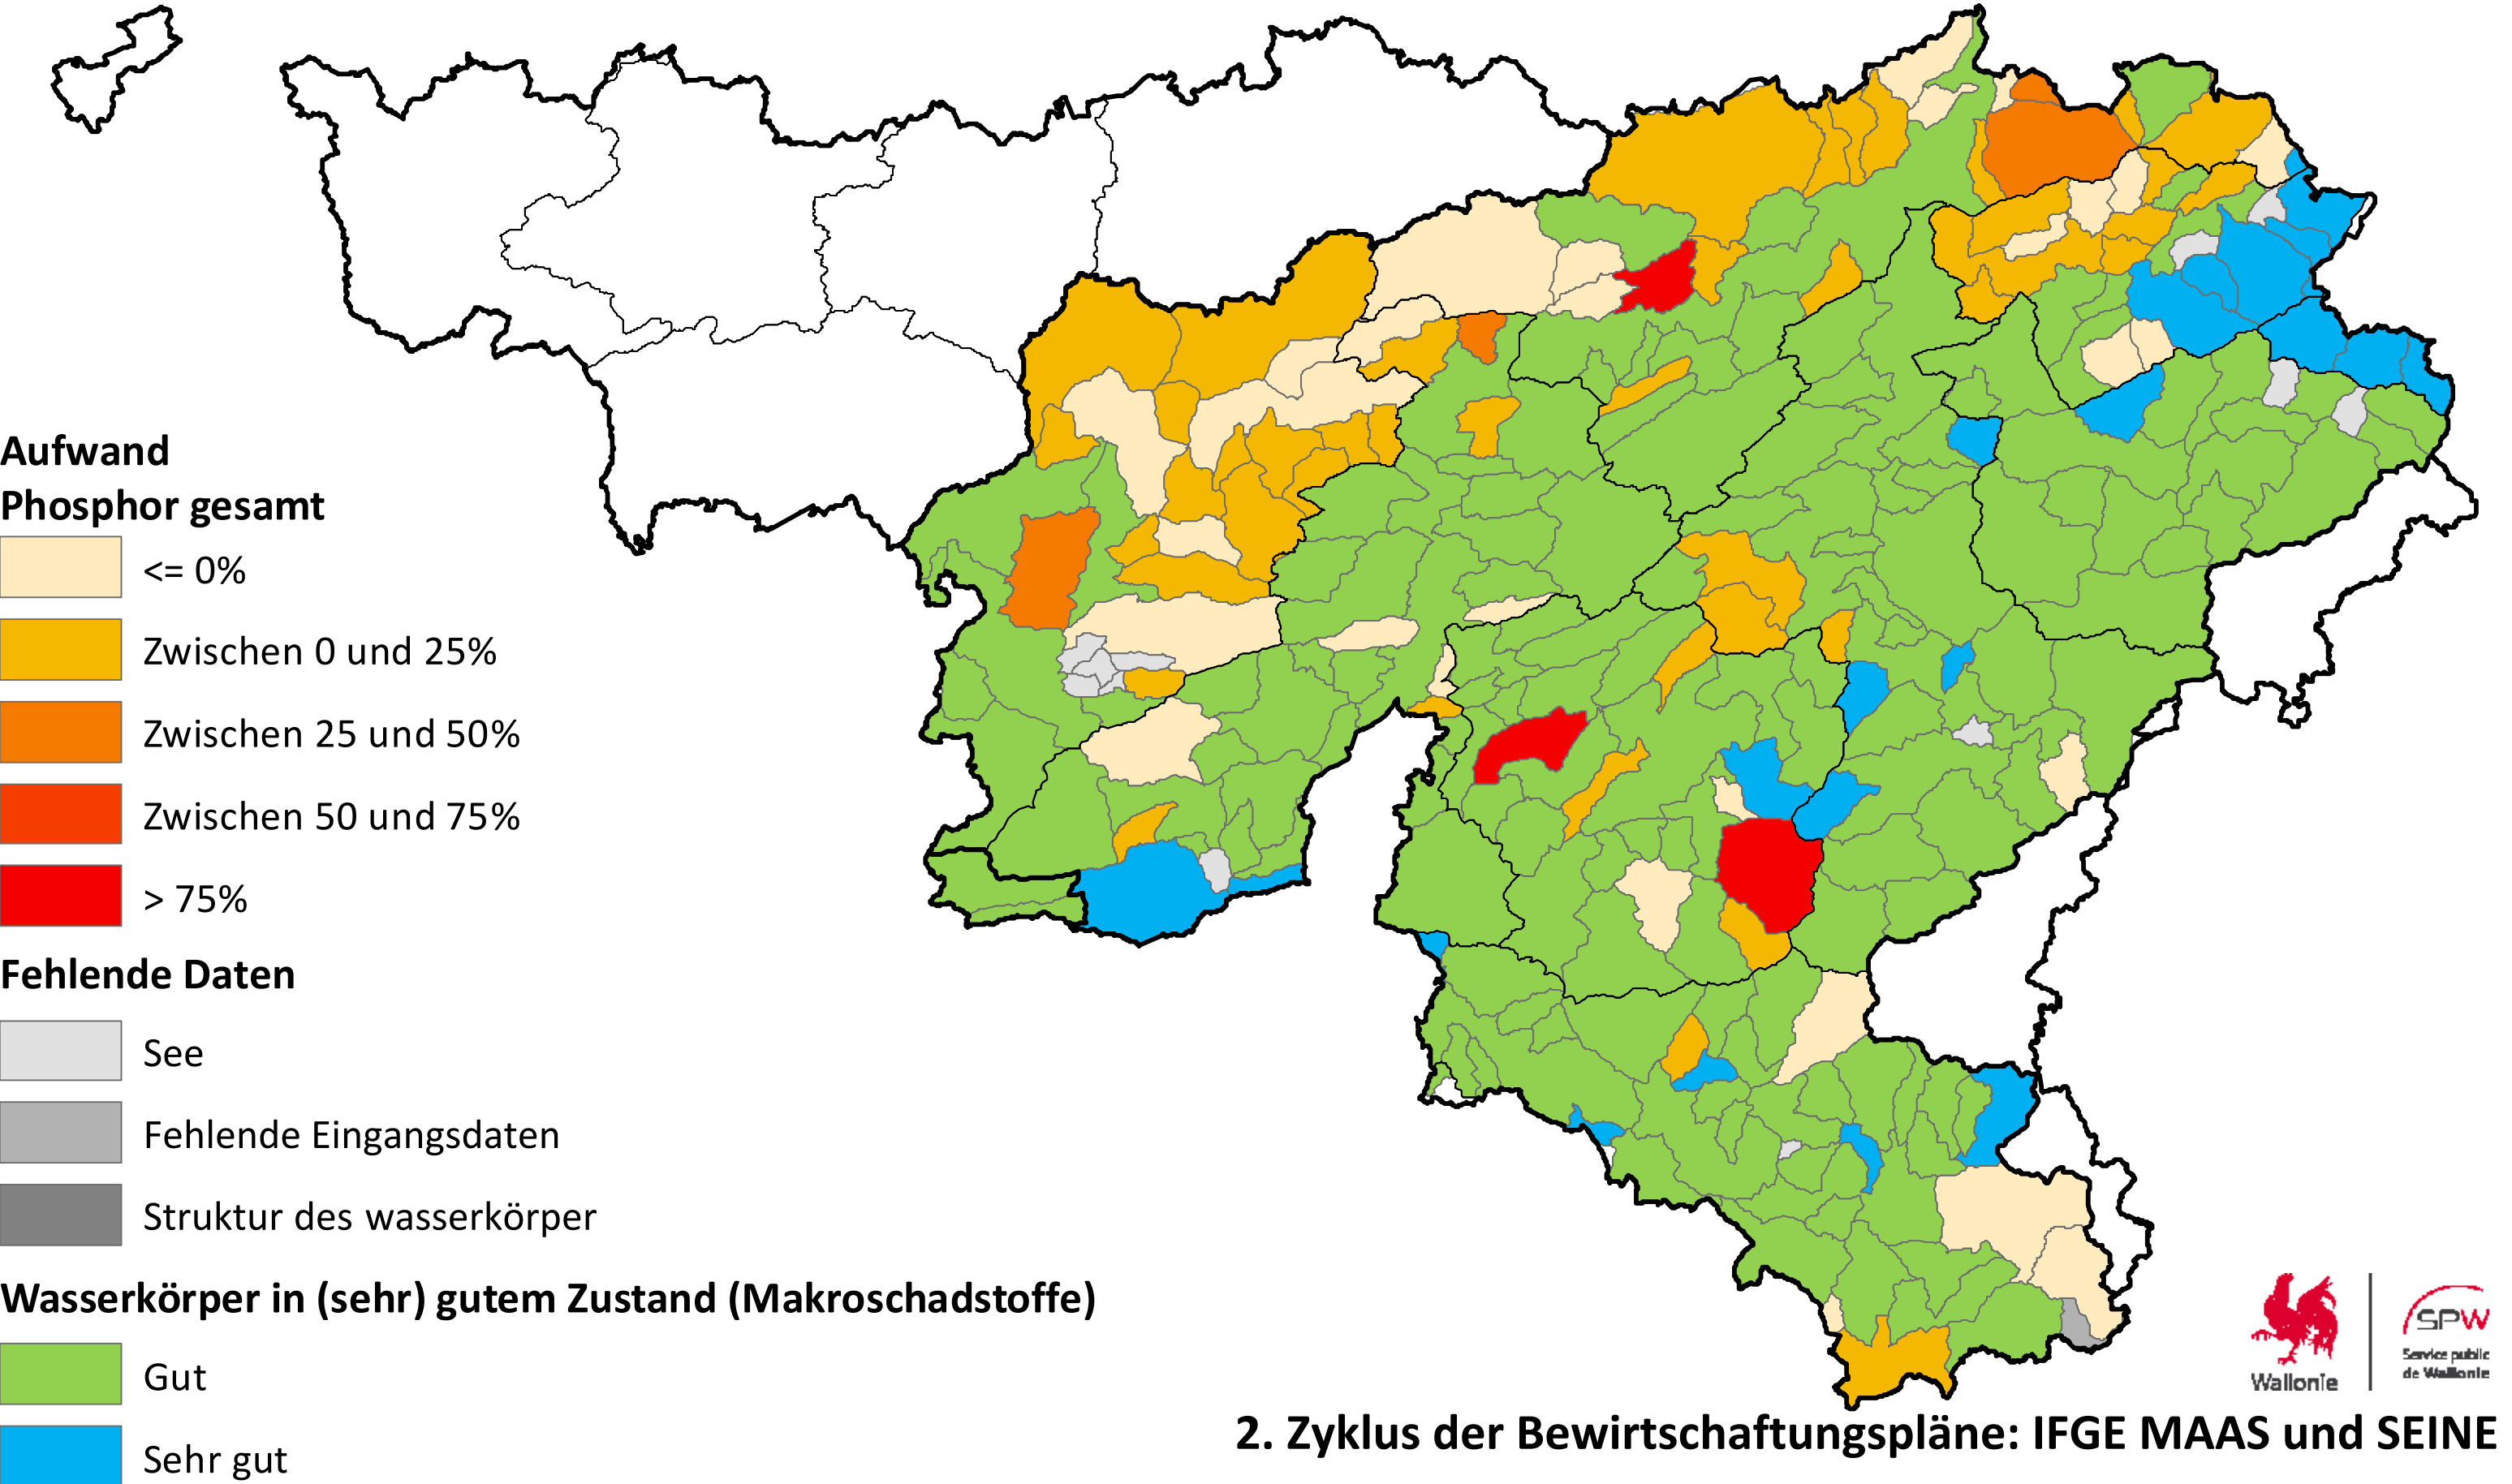 Aufwand
Phosphor gesamt
<= 0%
Zwischen 0 und 25%
Zwischen 25 und 50%
Zwischen 50 und 75%
> 75%
Fehlende Daten
See
Fehlende Eingangsdaten
Struktur des wasserkörper
Wasserkörper in (sehr) gutem Zustand (Makroschadstoffe)
Gut
Sehr gut
Wallonie
SPW
Service public
de Wallonie
2. Zyklus der Bewirtschaftungspläne: IFGE MAAS und SEINE